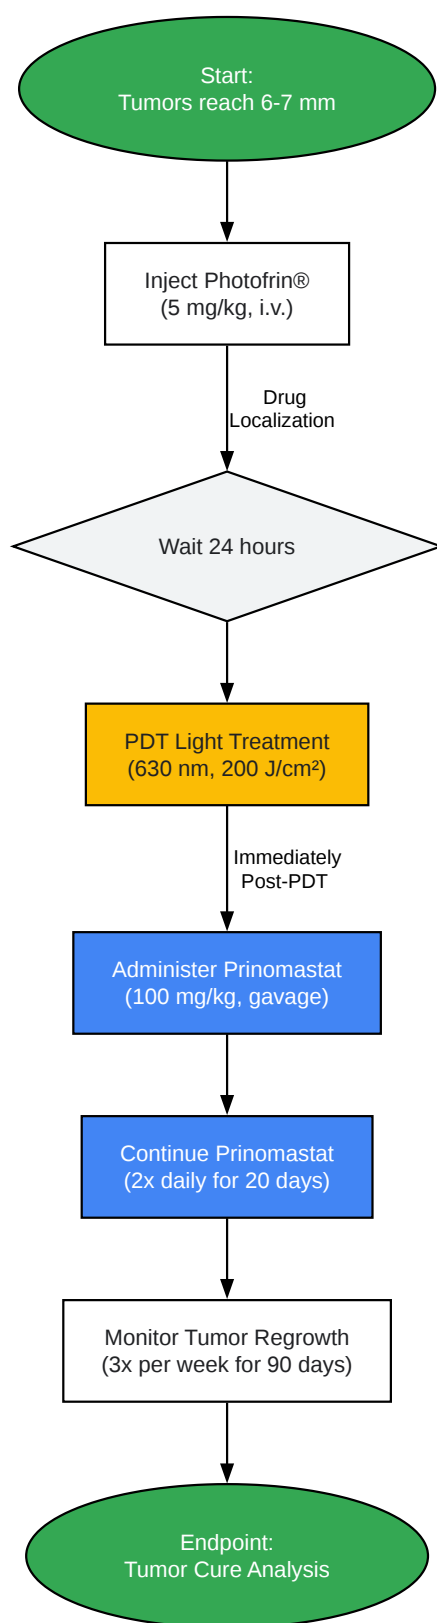 Start:
Tumors reach 6-7 mm
Inject Photofrin®
(5 mg/kg, i.v.)
Drug
Localization
Wait 24 hours
PDT Light Treatment
(630 nm, 200 J/cm²)
Immediately
Post-PDT
Administer Prinomastat
(100 mg/kg, gavage)
Continue Prinomastat
(2x daily for 20 days)
Monitor Tumor Regrowth
(3x per week for 90 days)
Endpoint:
Tumor Cure Analysis